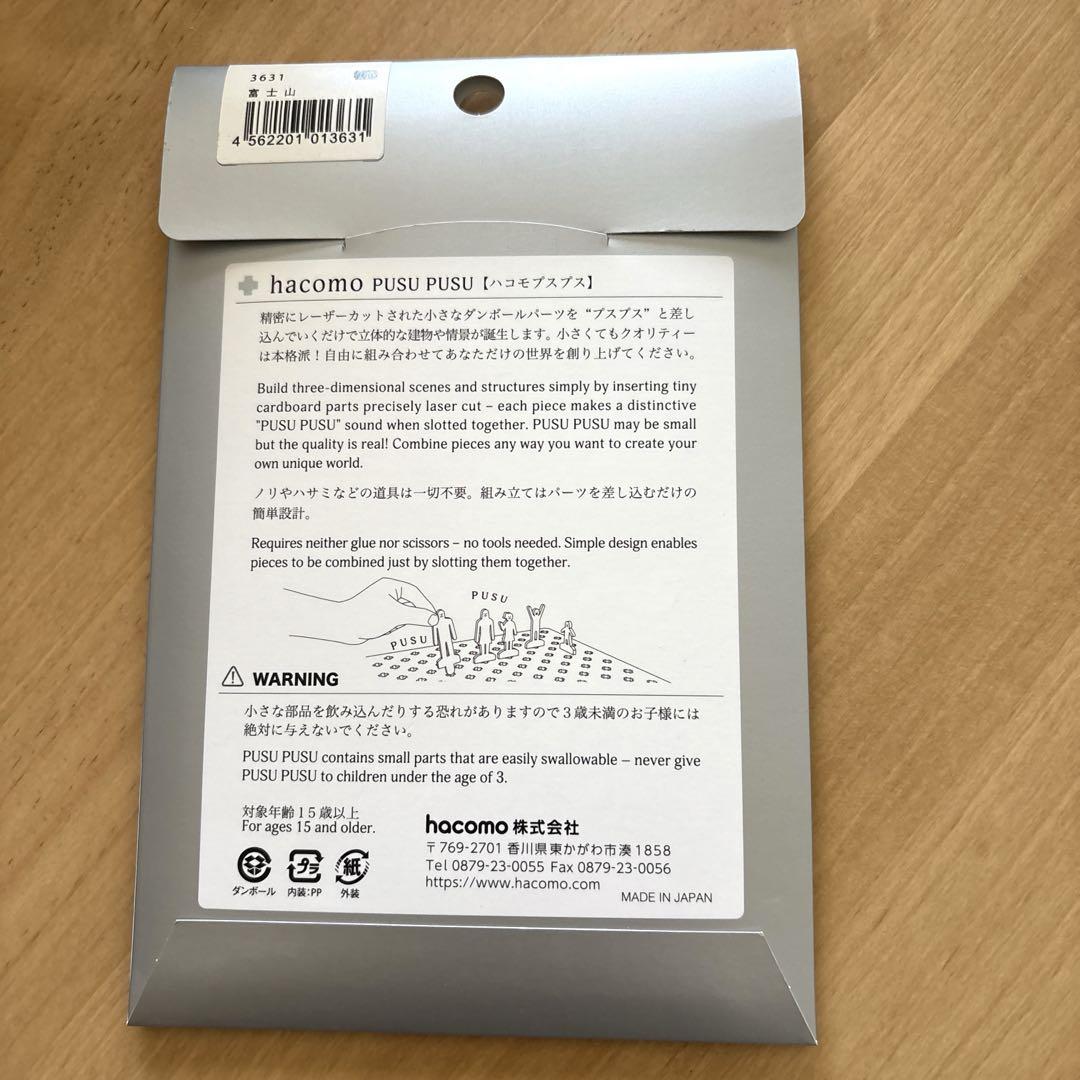 3631
富士山
4 562201 013631
hacomo PUSU PUSU【ハコモプスプス】
精密にレーザーカットされた小さなダンボールパーツを“プスプス”と差し
込んでいくだけで立体的な建物や情景が誕生します。小さくてもクオリティー
は本格派！自由に組み合わせてあなただけの世界を創り上げてください。
Build three-dimensional scenes and structures simply by inserting tiny
cardboard parts precisely laser cut – each piece makes a distinctive
"PUSU PUSU" sound when slotted together. PUSU PUSU may be small
but the quality is real! Combine pieces any way you want to create your
own unique world.
ノリやハサミなどの道具は一切不要。組み立てはパーツを差し込むだけの
簡単設計。
Requires neither glue nor scissors – no tools needed. Simple design enables
pieces to be combined just by slotting them together.
PUSU
PUSU
WARNING
小さな部品を飲み込んだりする恐れがありますので３歳未満のお子様には
絶対に与えないでください。
PUSU PUSU contains small parts that are easily swallowable – never give
PUSU PUSU to children under the age of 3.
対象年齢１５歳以上
For ages 15 and older.
hacomo 株式会社
〒769-2701 香川県東かがわ市湊1858
Tel 0879-23-0055 Fax 0879-23-0056
https://www.hacomo.com
プラ
紙
ダンボール
内装:PP
外装
MADE IN JAPAN